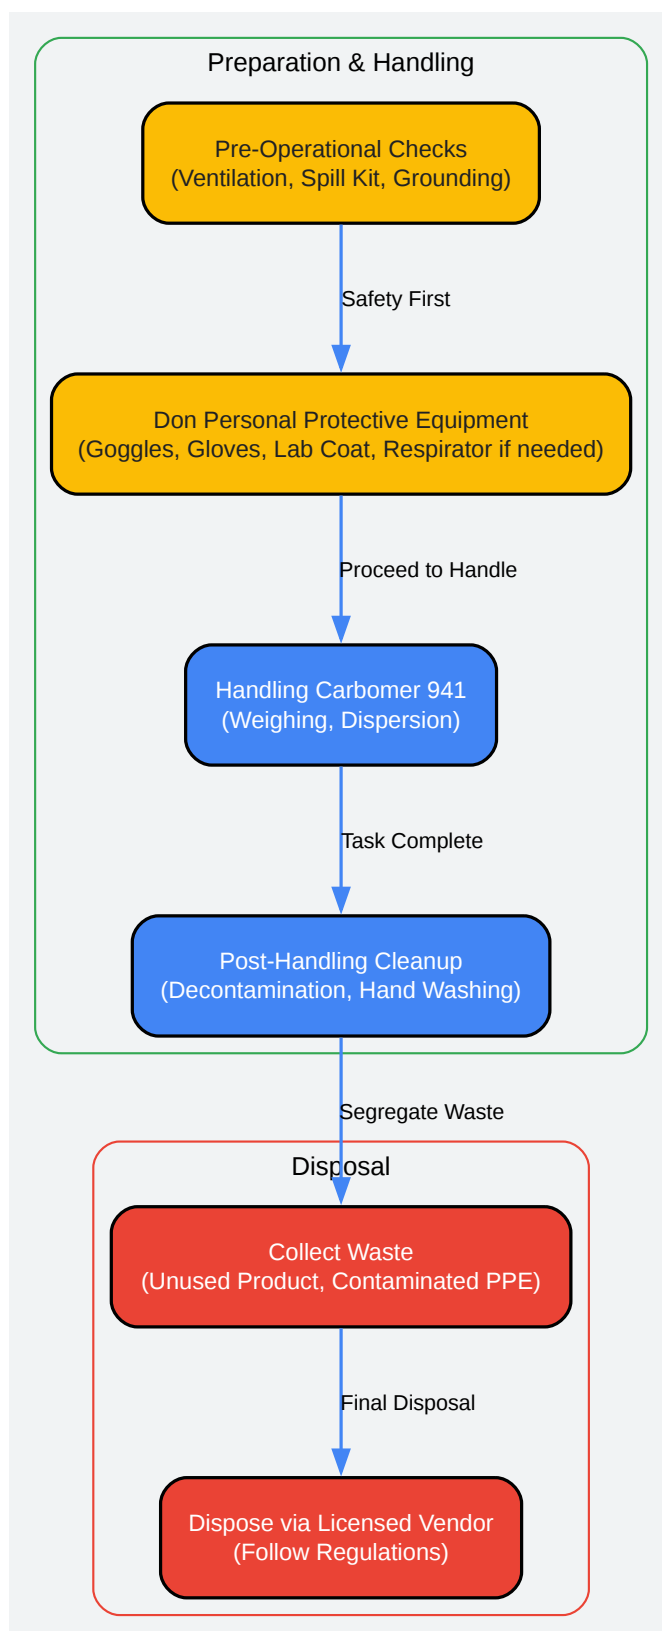 Preparation & Handling
Pre-Operational Checks
(Ventilation, Spill Kit, Grounding)
Safety First
Don Personal Protective Equipment
(Goggles, Gloves, Lab Coat, Respirator if needed)
Proceed to Handle
Handling Carbomer 941
(Weighing, Dispersion)
Task Complete
Post-Handling Cleanup
(Decontamination, Hand Washing)
Segregate Waste
Disposal
Collect Waste
(Unused Product, Contaminated PPE)
Final Disposal
Dispose via Licensed Vendor
(Follow Regulations)